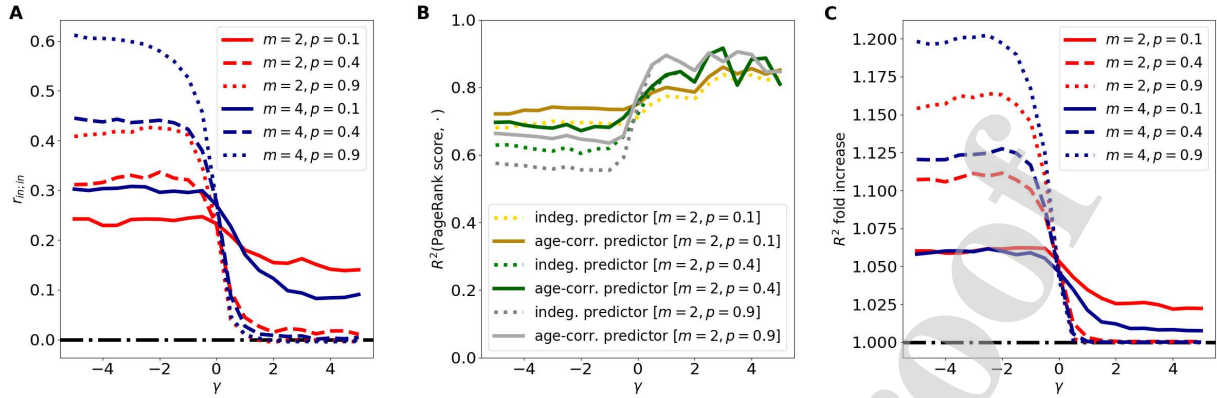 A
r_{in;in}
0.6
0.5
0.4
0.3
0.2
0.1
0.0
−4
−2
0
2
4
γ
m = 2, p = 0.1
m = 2, p = 0.4
m = 2, p = 0.9
m = 4, p = 0.1
m = 4, p = 0.4
m = 4, p = 0.9
B
R²(PageRank score, ·)
1.0
0.8
0.6
0.4
0.2
0.0
−4
−2
0
2
4
γ
indeg. predictor [m = 2, p = 0.1]
age-corr. predictor [m = 2, p = 0.1]
indeg. predictor [m = 2, p = 0.4]
age-corr. predictor [m = 2, p = 0.4]
indeg. predictor [m = 2, p = 0.9]
age-corr. predictor [m = 2, p = 0.9]
C
R² fold increase
1.200
1.175
1.150
1.125
1.100
1.075
1.050
1.025
1.000
−4
−2
0
2
4
γ
m = 2, p = 0.1
m = 2, p = 0.4
m = 2, p = 0.9
m = 4, p = 0.1
m = 4, p = 0.4
m = 4, p = 0.9
oof